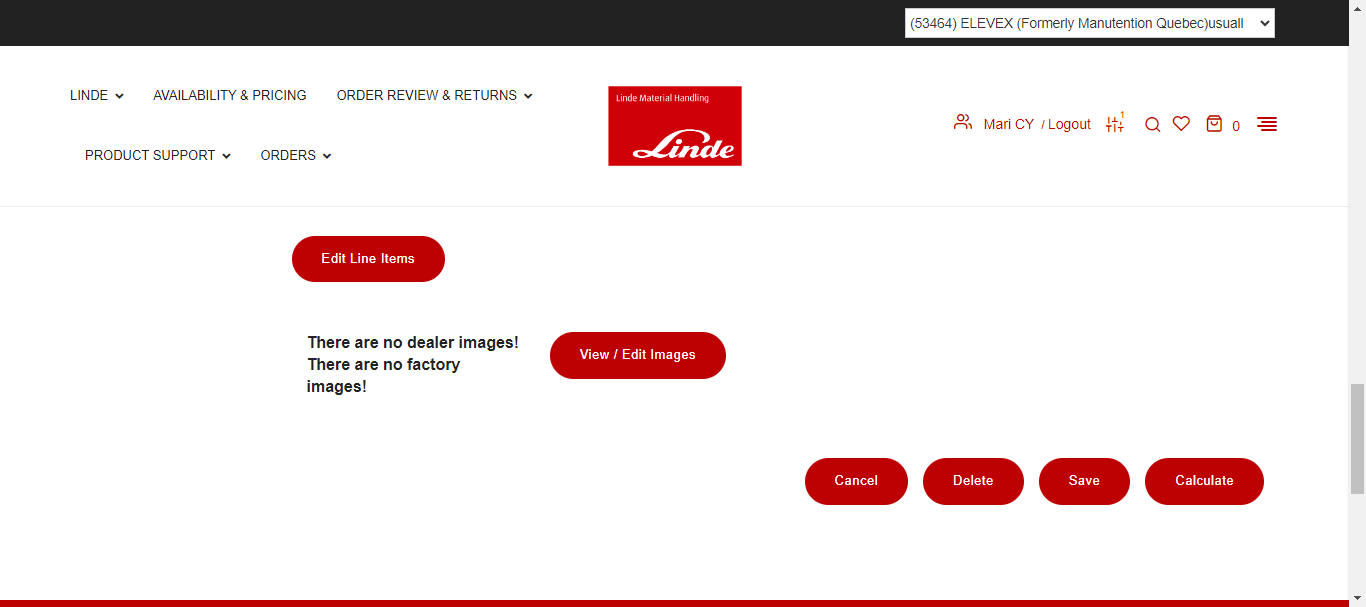 (53464) ELEVEX (Formerly Manutention Quebec)usuall
LINDE
AVAILABILITY & PRICING
ORDER REVIEW & RETURNS
PRODUCT SUPPORT
ORDERS
Linde Material Handling
Linde
Mari CY / Logout
1
0
Edit Line Items
There are no dealer images!
There are no factory
images!
View / Edit Images
Cancel
Delete
Save
Calculate